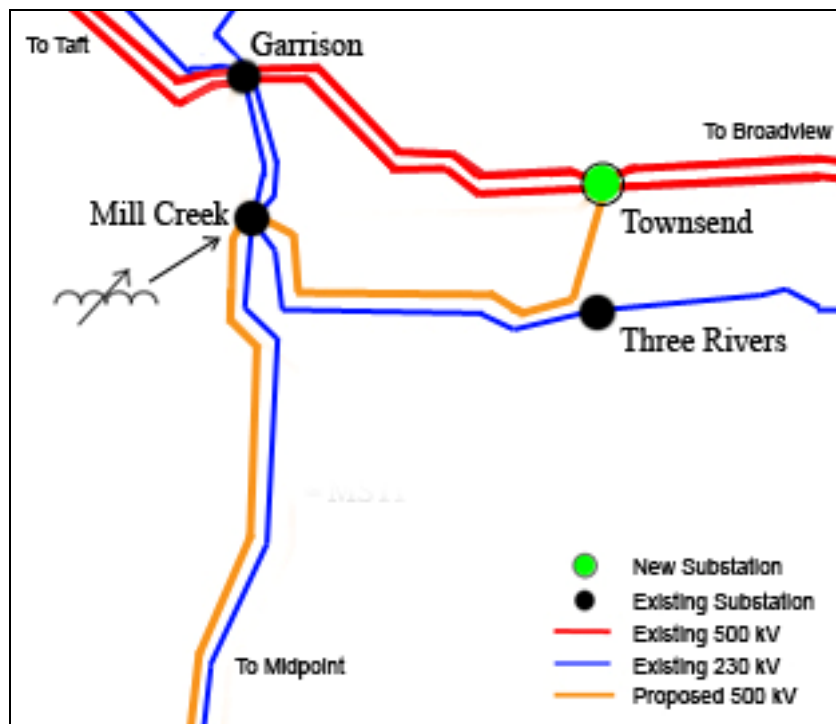 Garrison
To Taft
To Broadview
Mill Creek
Townsend
Three Rivers
To Midpoint
New Substation
Existing Substation
Existing 500 kV
Existing 230 kV
Proposed 500 kV